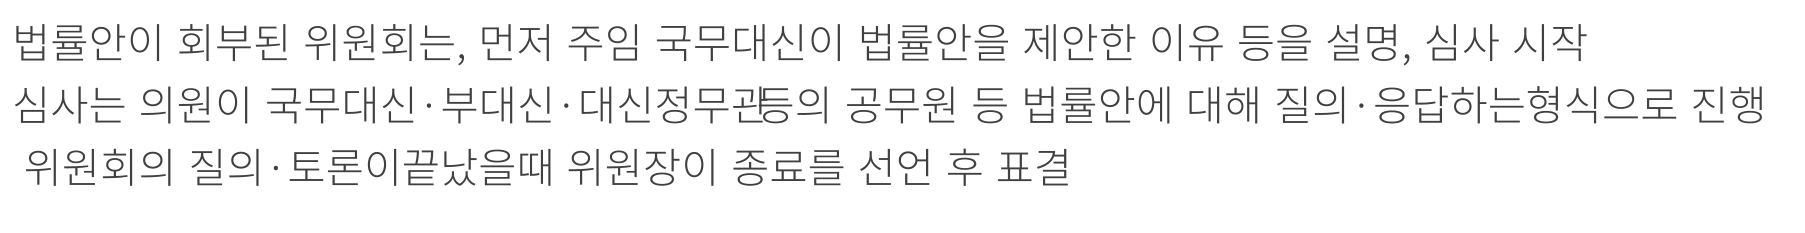 법률안이 회부된 위원회는, 먼저 주임 국무대신이 법률안을 제안한 이유 등을 설명, 심사 시작
심사는 의원이 국무대신·부대신·대신정무관등의 공무원 등 법률안에 대해 질의·응답하는형식으로 진행
위원회의 질의·토론이끝났을때 위원장이 종료를 선언 후 표결